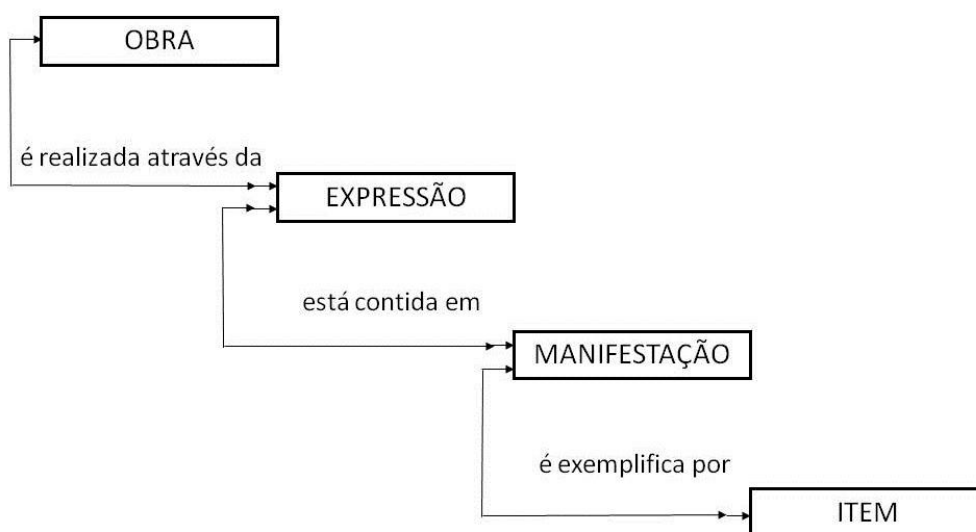 OBRA
é realizada através da
EXPRESSÃO
está contida em
MANIFESTAÇÃO
é exemplifica por
ITEM